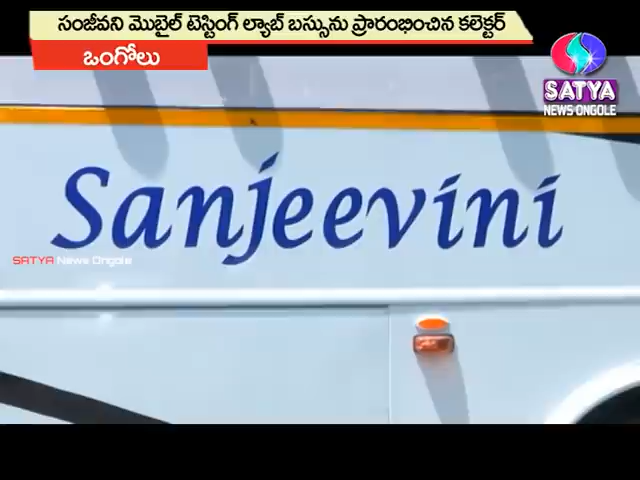 సంజీవని మొబైల్ టెస్టింగ్ ల్యాబ్ బస్సును ప్రారంభించిన కలెక్టర్
ఒంగోలు
SATYA
NEWS ONGOLE
Sanjeevini
SATYA News Ongole